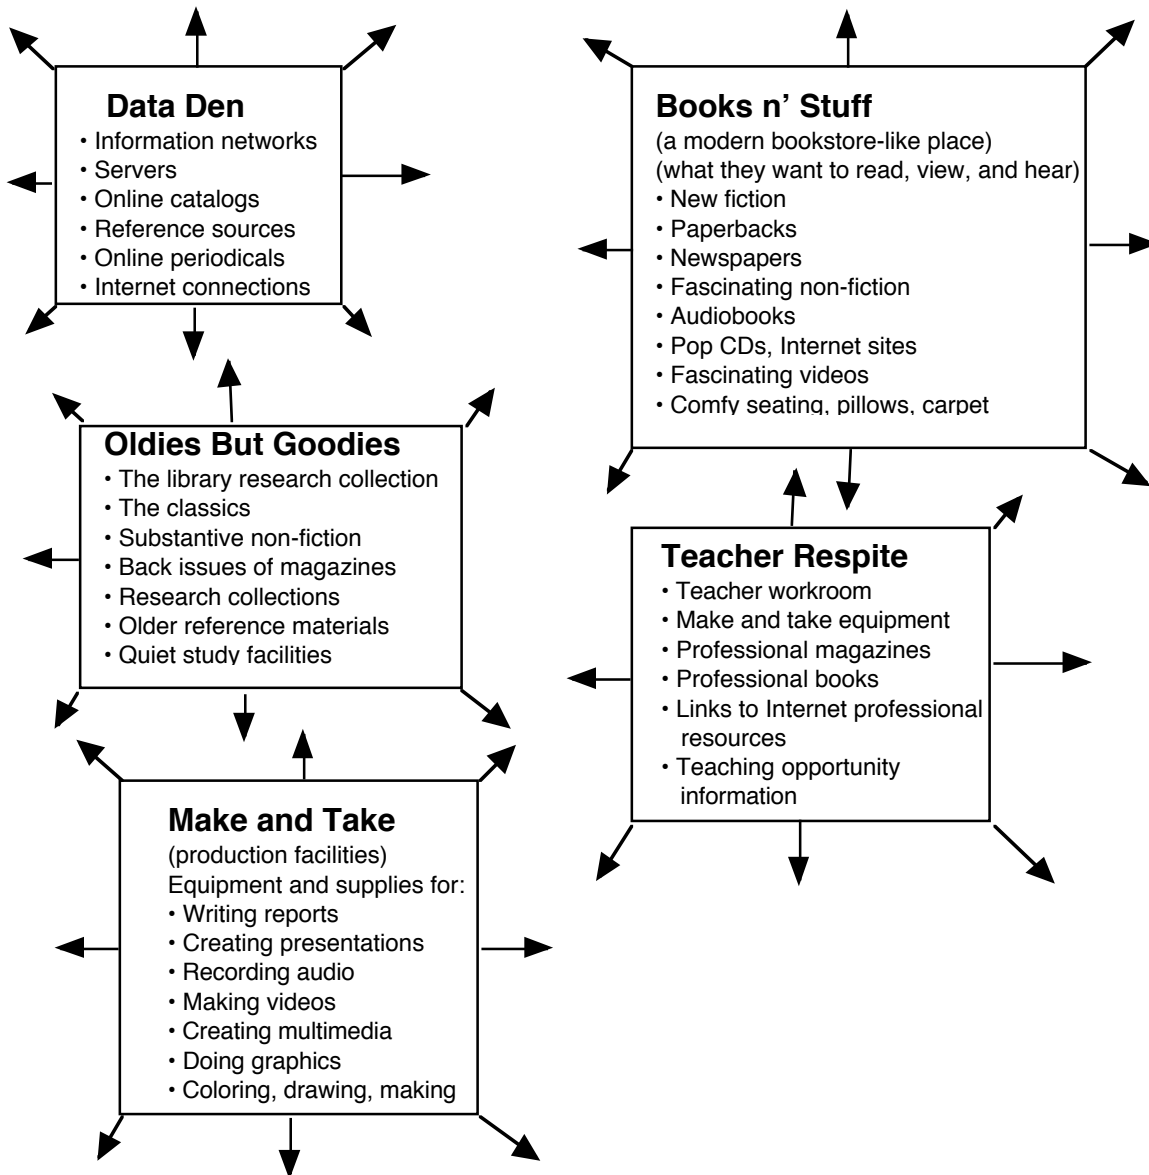 Data Den
• Information networks
• Servers
• Online catalogs
• Reference sources
• Online periodicals
• Internet connections
Oldies But Goodies
• The library research collection
• The classics
• Substantive non-fiction
• Back issues of magazines
• Research collections
• Older reference materials
• Quiet study facilities
Make and Take
(production facilities)
Equipment and supplies for:
• Writing reports
• Creating presentations
• Recording audio
• Making videos
• Creating multimedia
• Doing graphics
• Coloring, drawing, making
Books n’ Stuff
(a modern bookstore-like place)
(what they want to read, view, and hear)
• New fiction
• Paperbacks
• Newspapers
• Fascinating non-fiction
• Audiobooks
• Pop CDs, Internet sites
• Fascinating videos
• Comfy seating, pillows, carpet
Teacher Respite
• Teacher workroom
• Make and take equipment
• Professional magazines
• Professional books
• Links to Internet professional
resources
• Teaching opportunity
information